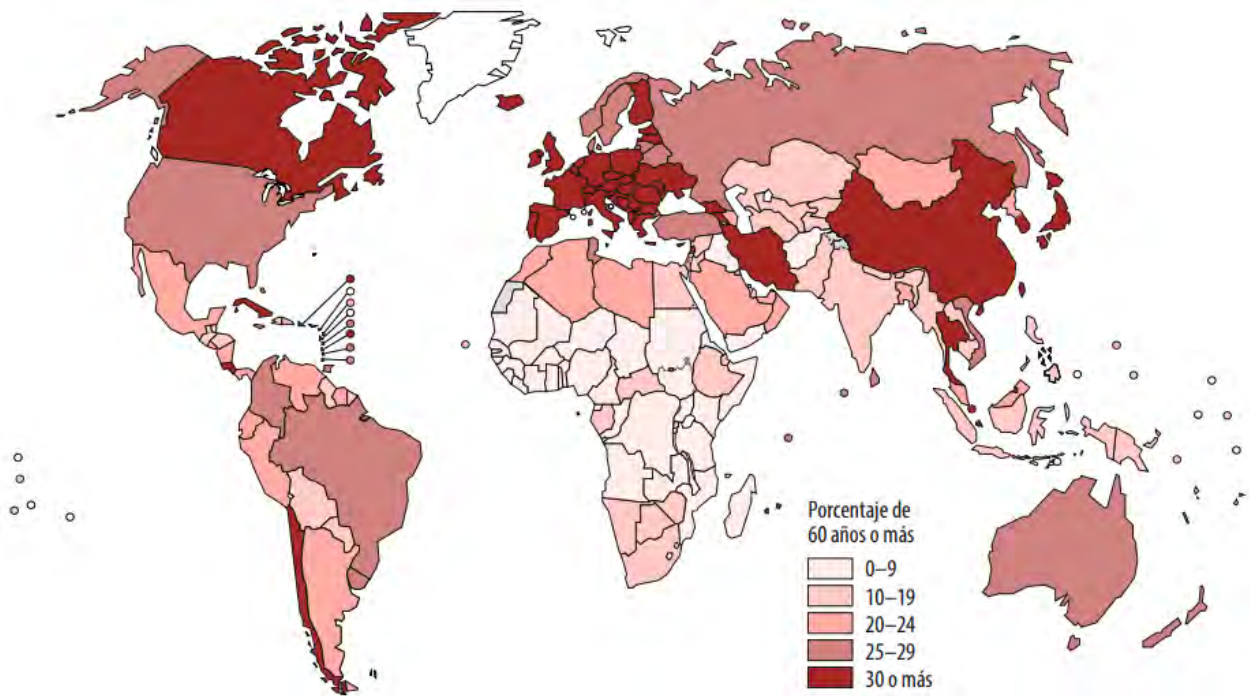 Porcentaje de
60 años o más
0–9
10–19
20–24
25–29
30 o más